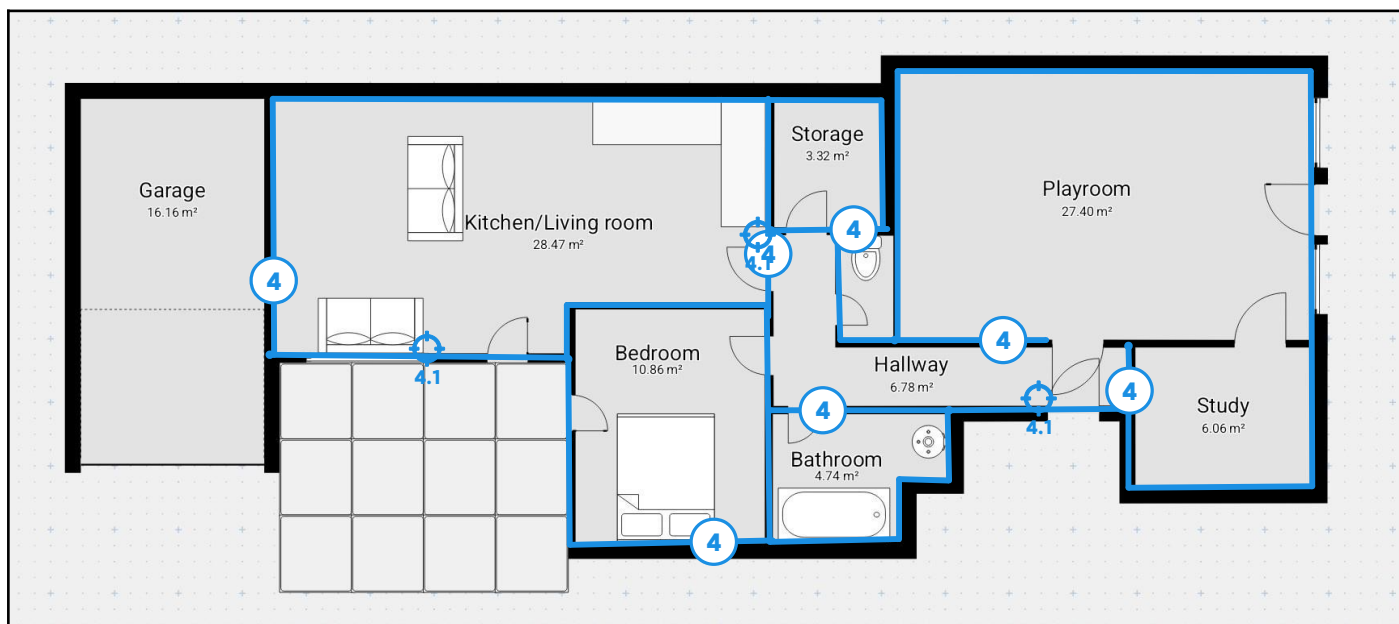 Storage
3.32 m²
Garage
16.16 m²
Playroom
27.40 m²
Kitchen/Living room
28.47 m²
4
4
4.1
4
4
Bedroom
10.86 m²
Hallway
6.78 m²
4.1
4
4.1
4
Study
6.06 m²
Bathroom
4.74 m²
4